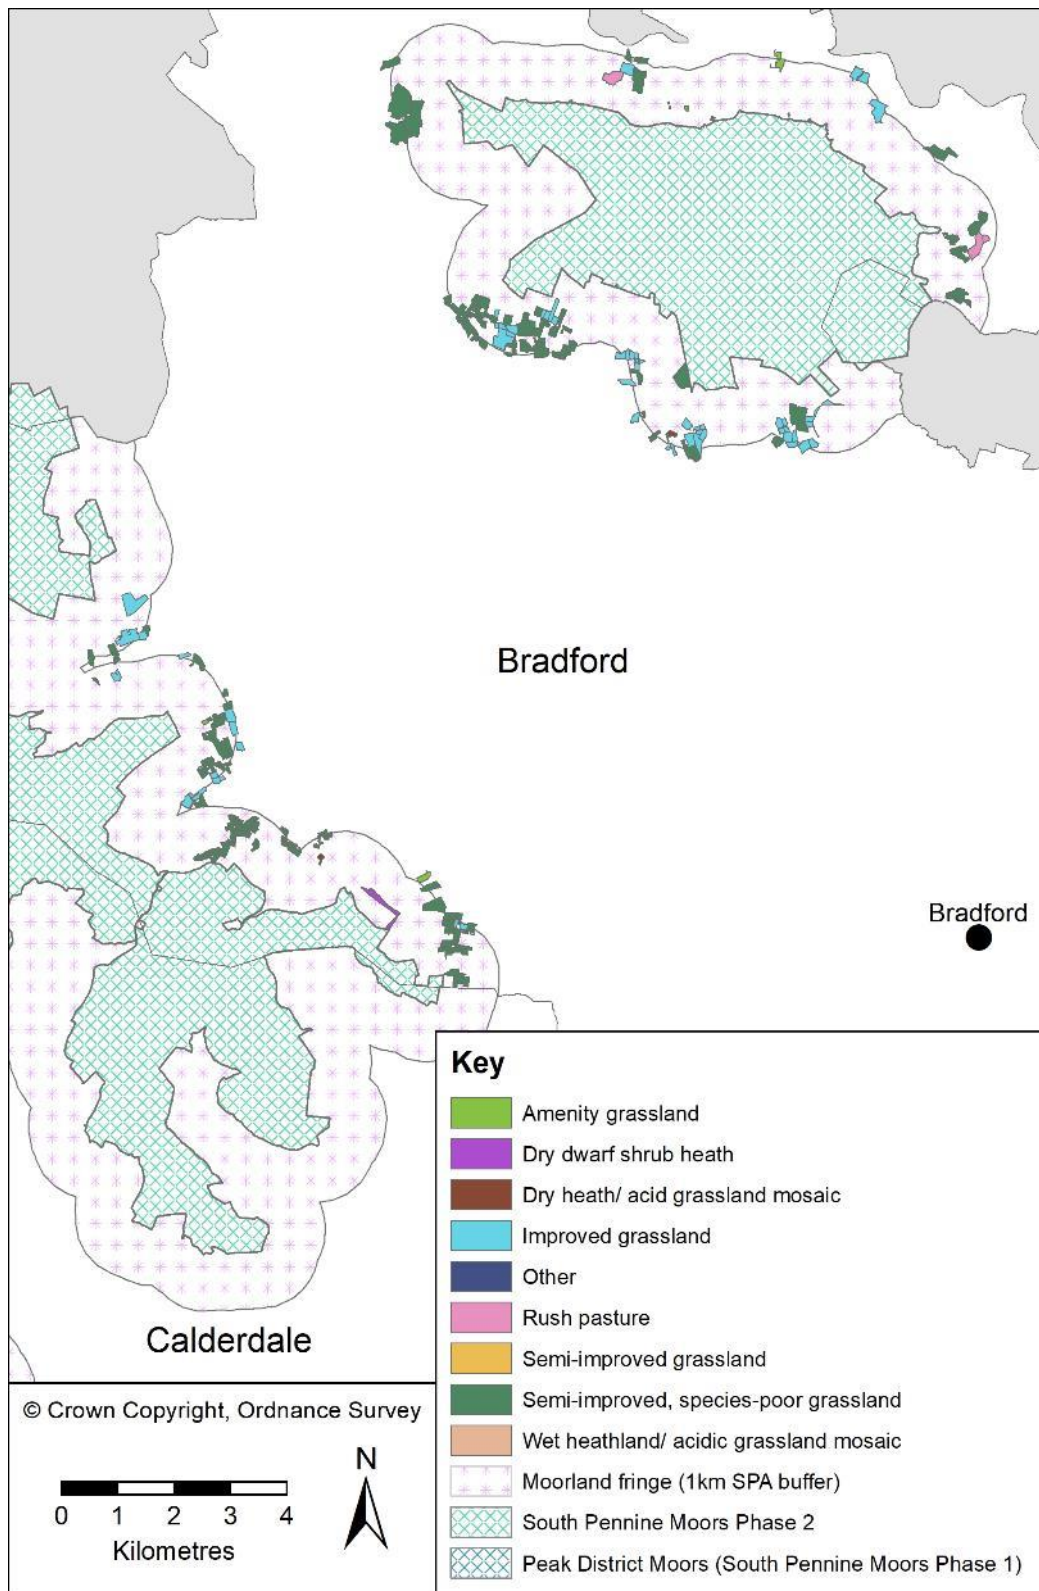 Bradford
Bradford
Calderdale
© Crown Copyright, Ordnance Survey
N
0 1 2 3 4
Kilometres
Key
Amenity grassland
Dry dwarf shrub heath
Dry heath/ acid grassland mosaic
Improved grassland
Other
Rush pasture
Semi-improved grassland
Semi-improved, species-poor grassland
Wet heathland/ acidic grassland mosaic
Moorland fringe (1km SPA buffer)
South Pennine Moors Phase 2
Peak District Moors (South Pennine Moors Phase 1)